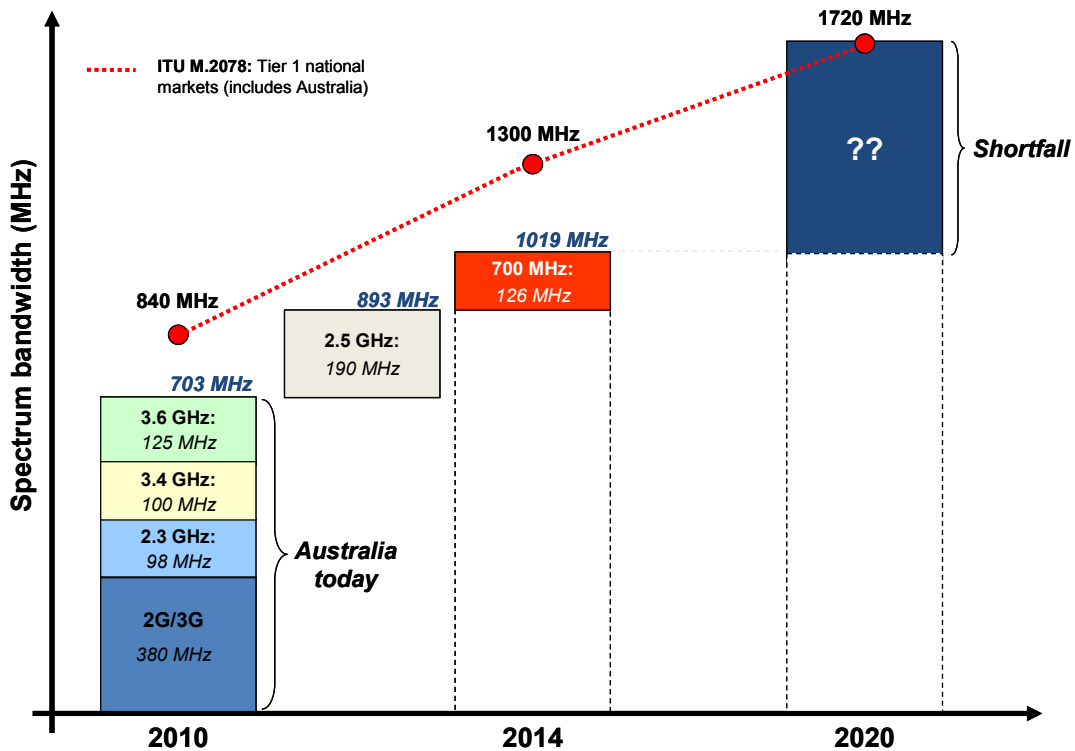 1720 MHz
ITU M.2078: Tier 1 national
markets (includes Australia)
1300 MHz
??
Shortfall
Spectrum bandwidth (MHz)
1019 MHz
700 MHz:
126 MHz
840 MHz
893 MHz
2.5 GHz:
190 MHz
703 MHz
3.6 GHz:
125 MHz
3.4 GHz:
100 MHz
2.3 GHz:
98 MHz
Australia
today
2G/3G
380 MHz
2010
2014
2020